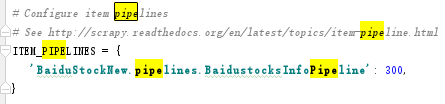 # Configure item pipelines
# See http://scrapy.readthedocs.org/en/latest/topics/item-pipeline.html
ITEM_PIPELINES = {
    'BaiduStockNew.pipelines.BaidustocksInfoPipeline': 300,
}